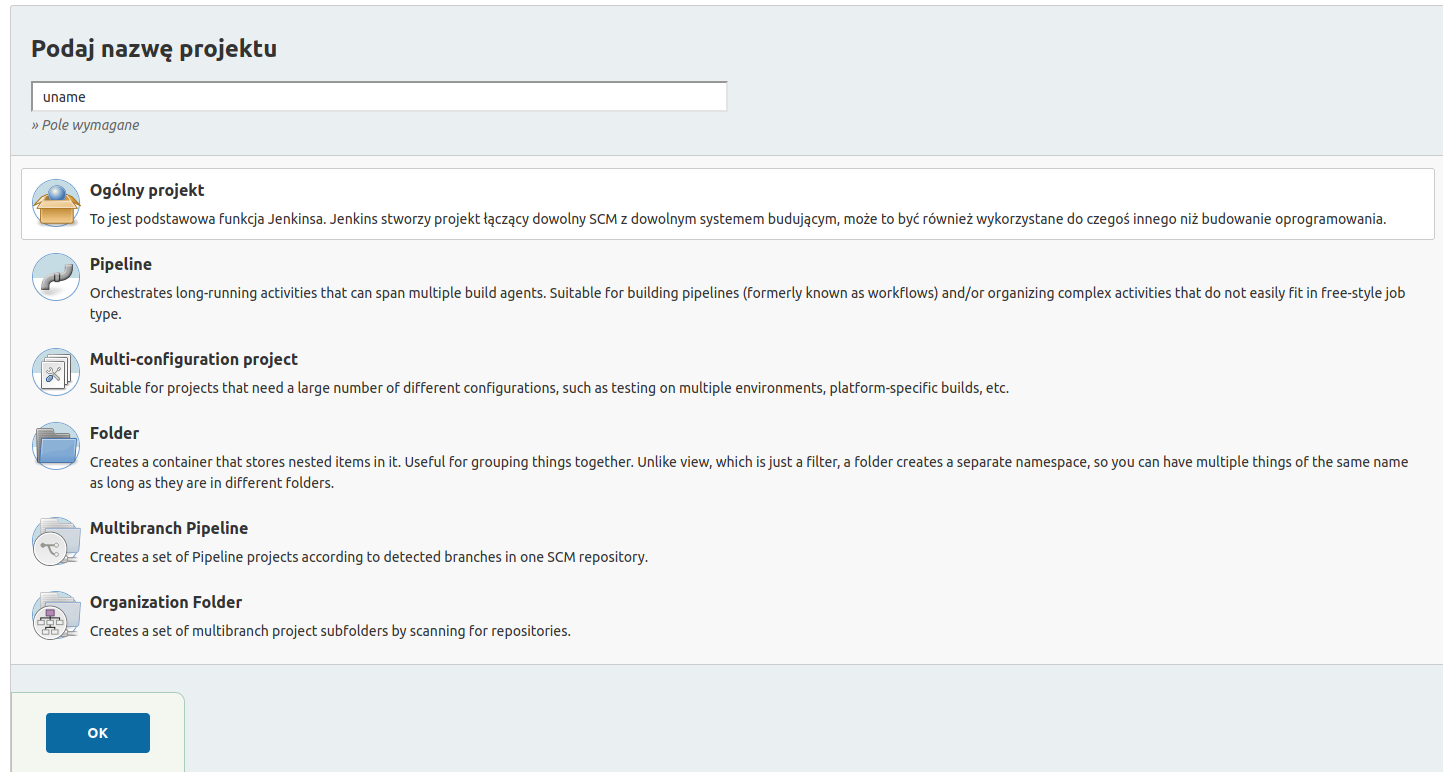 Podaj nazwę projektu
uname
» Pole wymagane
Ogólny projekt
To jest podstawowa funkcja Jenkinsa. Jenkins stworzy projekt łączący dowolny SCM z dowolnym systemem budującym, może to być również wykorzystane do czegoś innego niż budowanie oprogramowania.
Pipeline
Orchestrates long-running activities that can span multiple build agents. Suitable for building pipelines (formerly known as workflows) and/or organizing complex activities that do not easily fit in free-style job
type.
Multi-configuration project
Suitable for projects that need a large number of different configurations, such as testing on multiple environments, platform-specific builds, etc.
Folder
Creates a container that stores nested items in it. Useful for grouping things together. Unlike view, which is just a filter, a folder creates a separate namespace, so you can have multiple things of the same name
as long as they are in different folders.
Multibranch Pipeline
Creates a set of Pipeline projects according to detected branches in one SCM repository.
Organization Folder
Creates a set of multibranch project subfolders by scanning for repositories.
OK